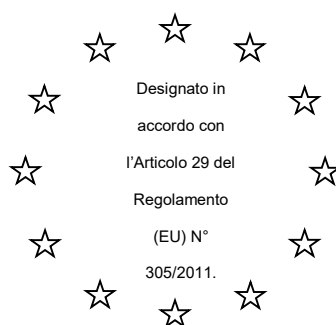 Designato in
accordo con
l'Articolo 29 del
Regolamento
(EU) N°
305/2011.